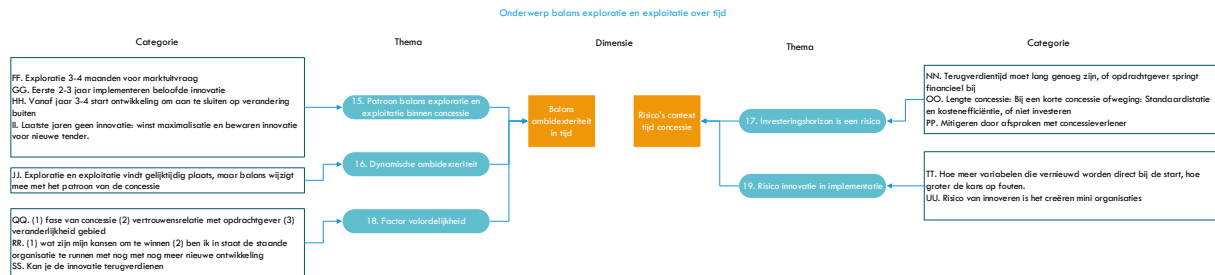 Onderwerp balans exploratie en exploitatie over tijd
Categorie
Thema
Dimensie
Thema
Categorie
FF. Exploratie 3-4 maanden voor marktuitvraag
GG. Eerste 2-3 jaar implementeren beloofde innovatie
HH. Vanaf jaar 3-4 start ontwikkeling om aan te sluiten op verandering
buiten
II. Laatste jaren geen innovatie: winst maximalisatie en bewaren innovatie
voor nieuwe tender.
JJ. Exploratie en exploitatie vindt gelijktijdig plaats, maar balans wijzigt
mee met het patroon van de concessie
QQ. (1) fase van concessie (2) vertrouwensrelatie met opdrachtgever (3)
veranderlijkheid gebied
RR. (1) wat zijn mijn kansen om te winnen (2) ben ik in staat de staande
organisatie te runnen met nog met nog meer nieuwe ontwikkeling
SS. Kan je de innovatie terugverdienen
15. Patroon balans exploratie en
exploitatie binnen concessie
16. Dynamische ambidexteriteit
18. Factor volordelijkheid
Balans
ambidexteriteit
in tijd
Risico's context
tijd concessie
17. Investeringshorizon is een risico
19. Risico innovatie in implementatie
NN. Terugverdientijd moet lang genoeg zijn, of opdrachtgever springt
financieel bij
OO. Lengte concessie: Bij een korte concessie afweging: Standaardistatie
en kostenefficiëntie, of niet investeren
PP. Mitigeren door afspraken met concessieverlener
TT. Hoe meer variabelen die vernieuwd worden direct bij de start, hoe
groter de kans op fouten.
UU. Risico van innoveren is het creëren mini organisaties